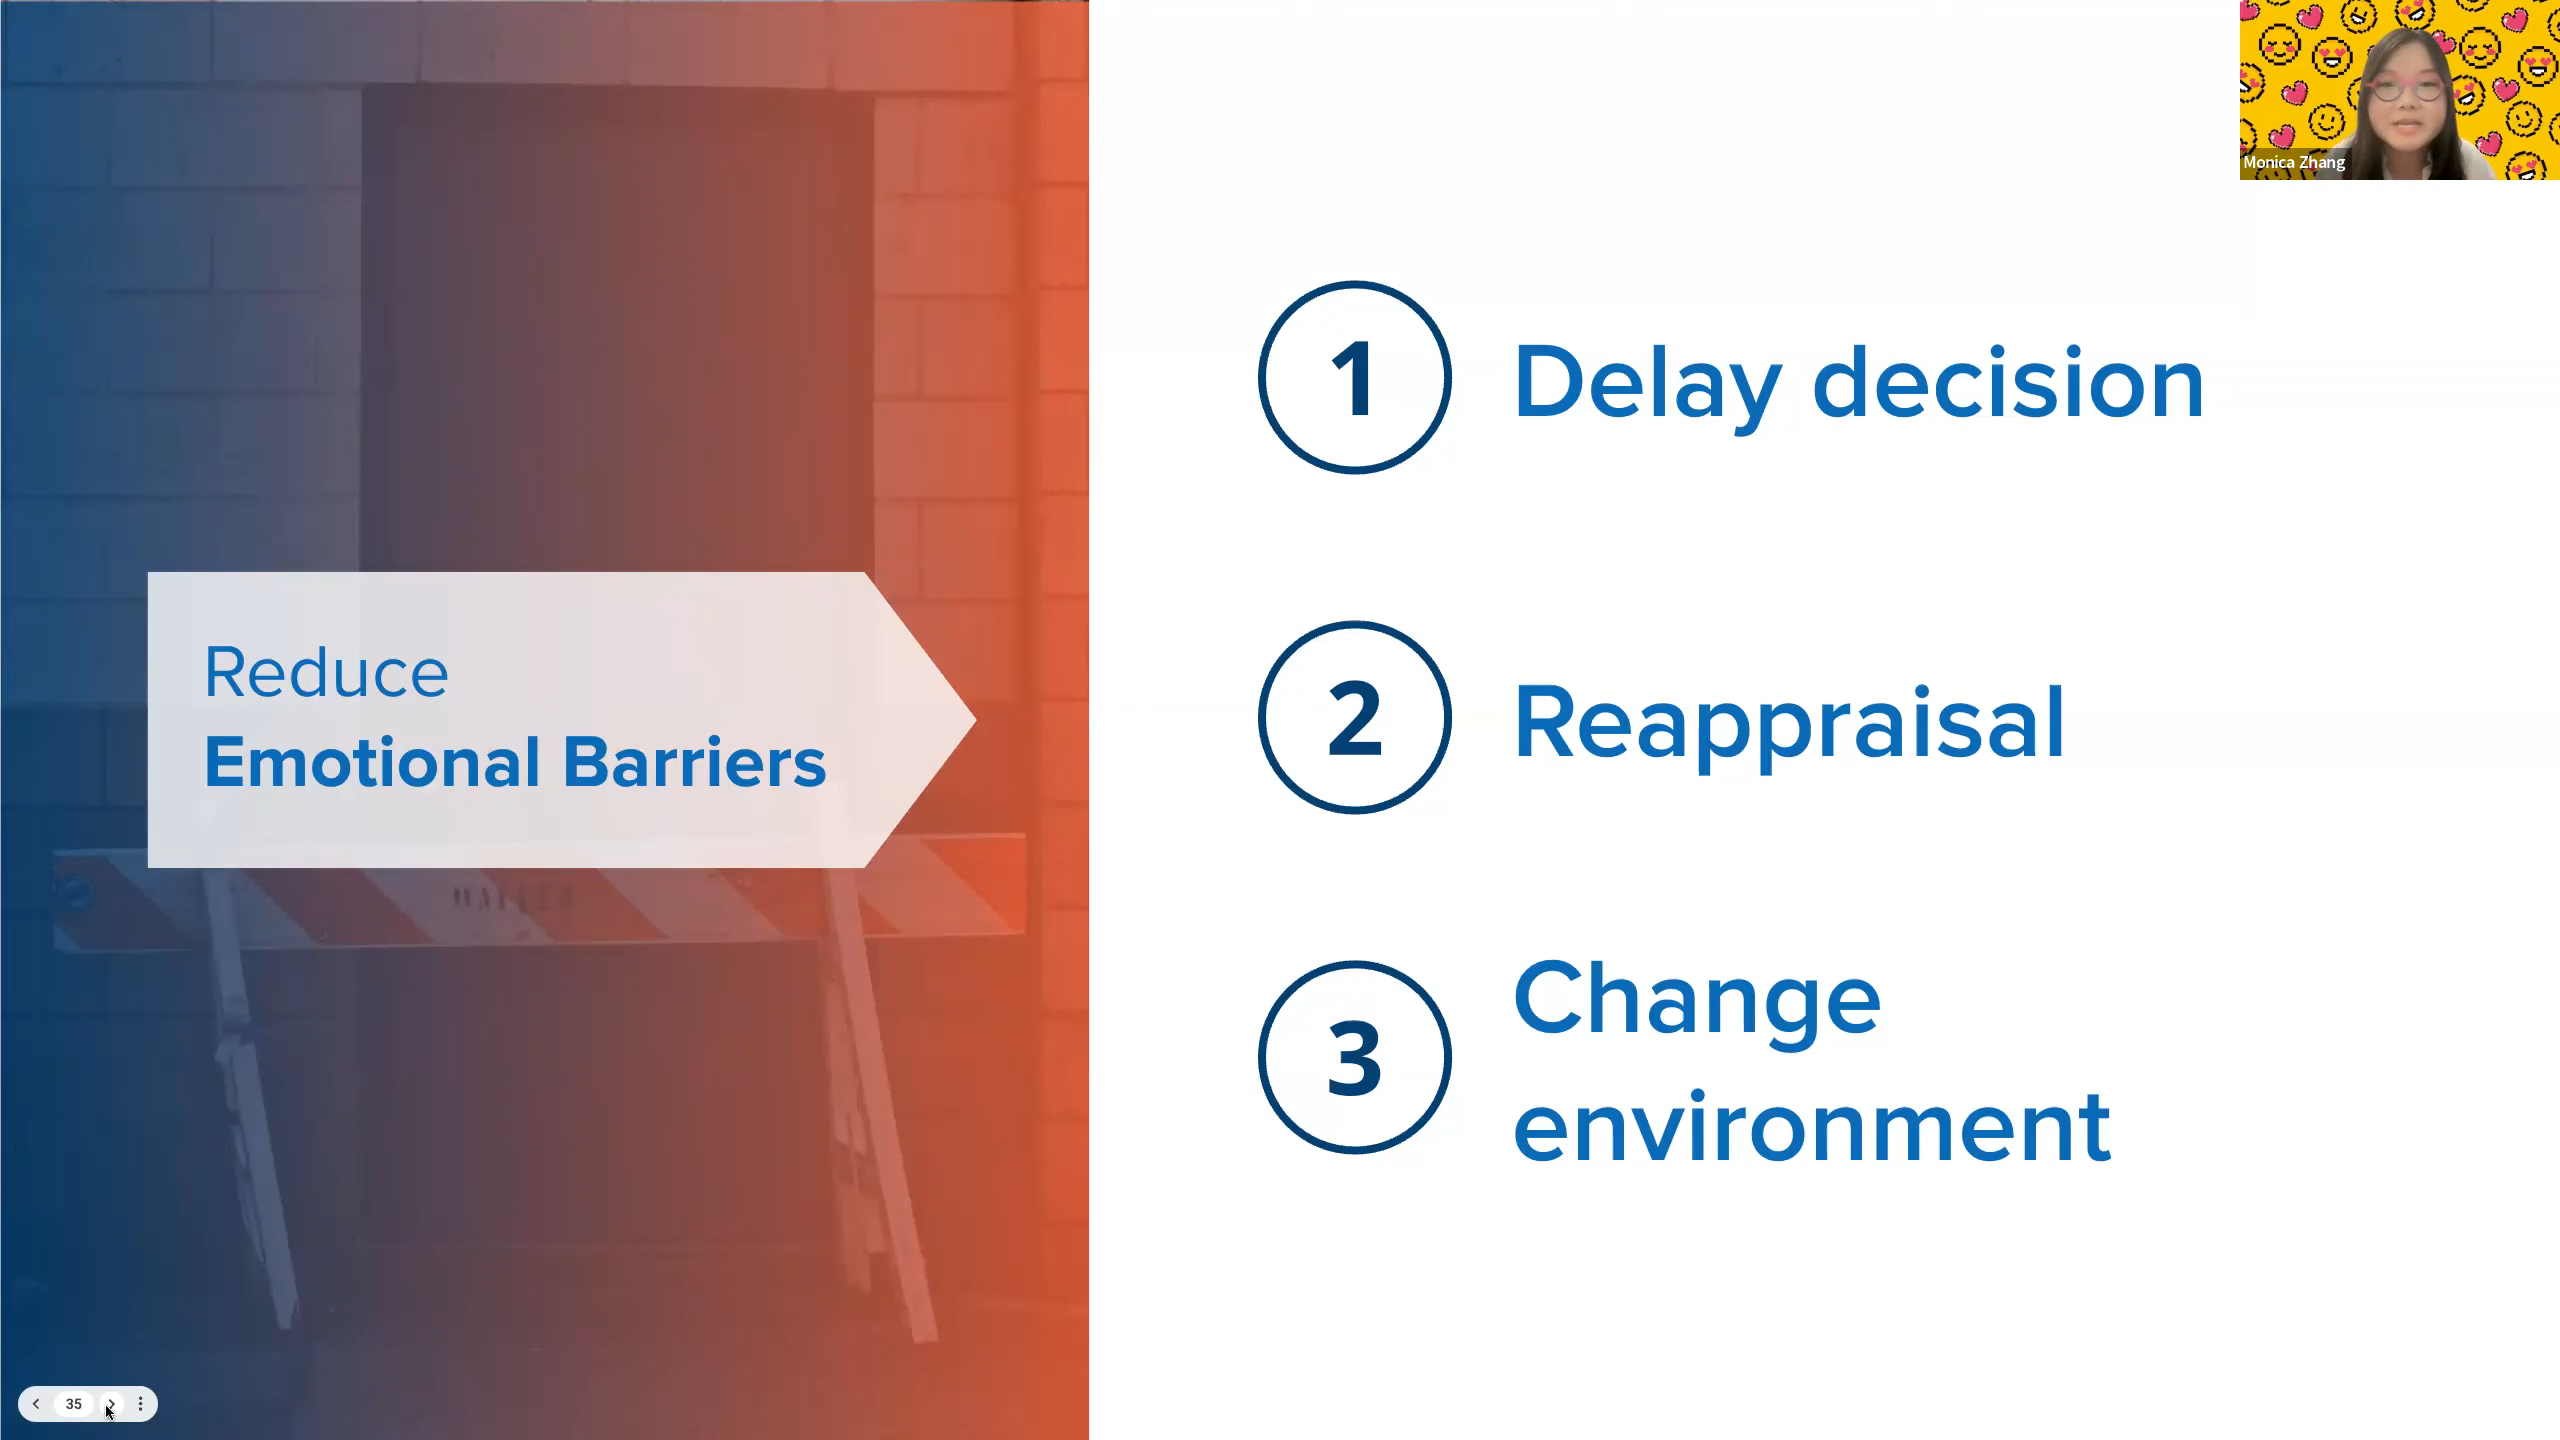 Monica Zhang
Reduce
Emotional Barriers
1
Delay decision
2
Reappraisal
3
Change
environment
35